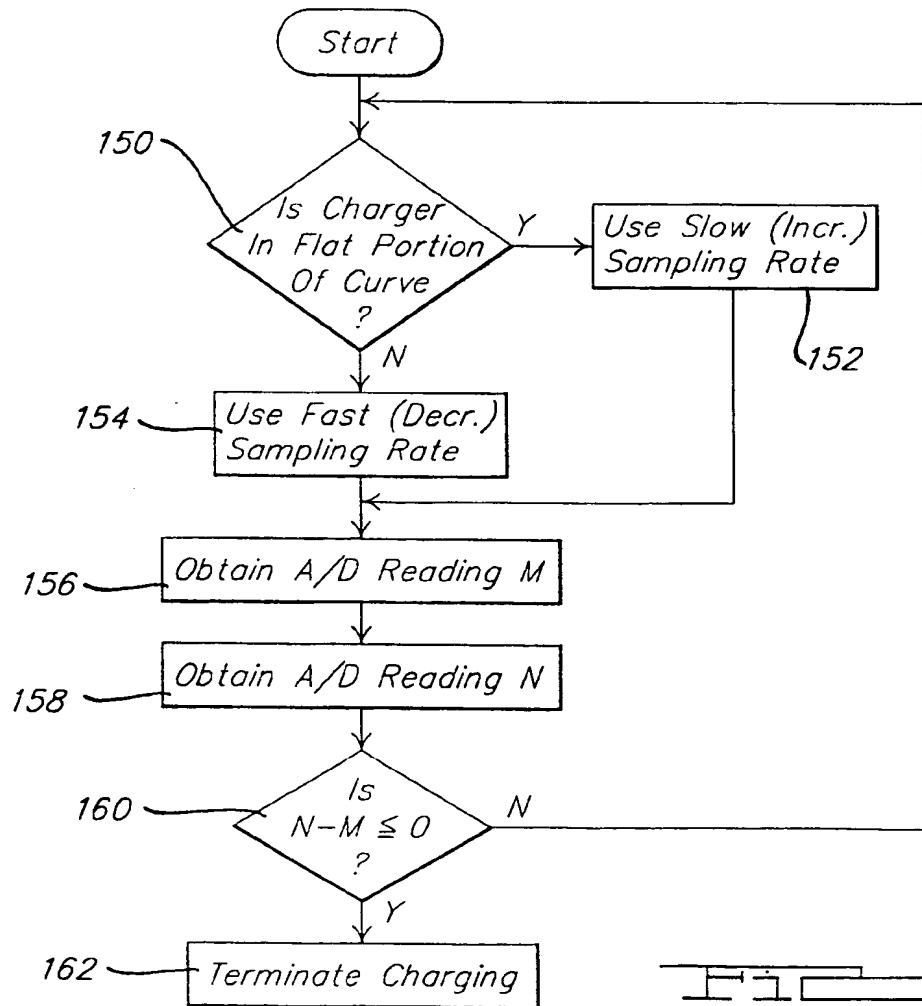 Start
150
Is Charger
In Flat Portion
Of Curve
?
Y
Use Slow (Incr.)
Sampling Rate
152
N
154
Use Fast (Decr.)
Sampling Rate
156
Obtain A/D Reading M
158
Obtain A/D Reading N
160
Is
N-M ≦ 0
?
N
Y
162
Terminate Charging